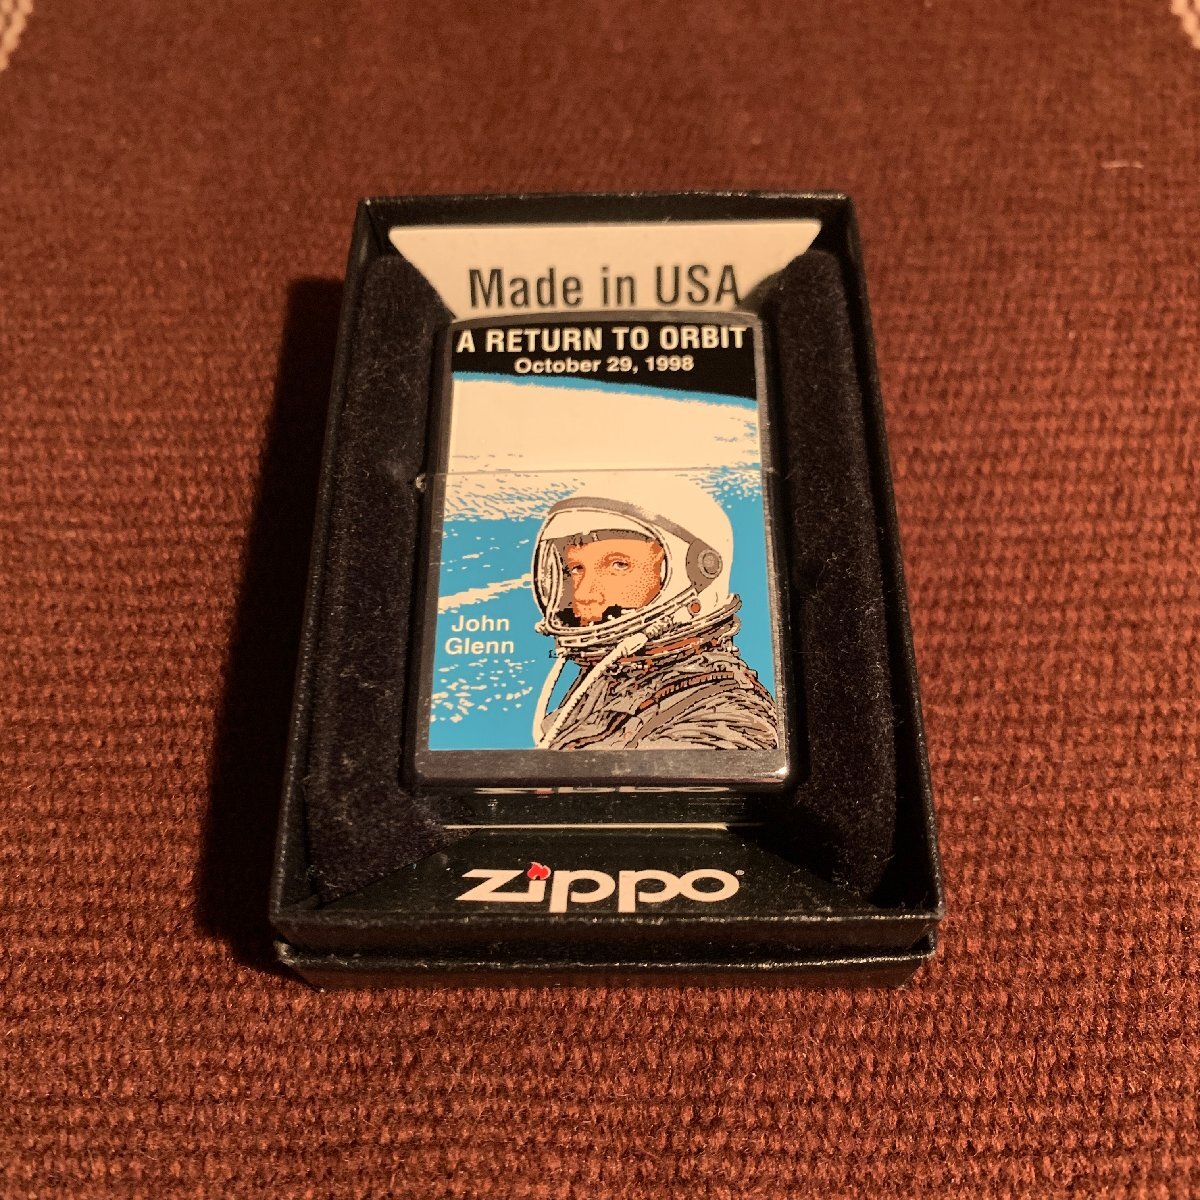 Made in USA
A RETURN TO ORBIT
October 29, 1998
John
Glenn
zippo